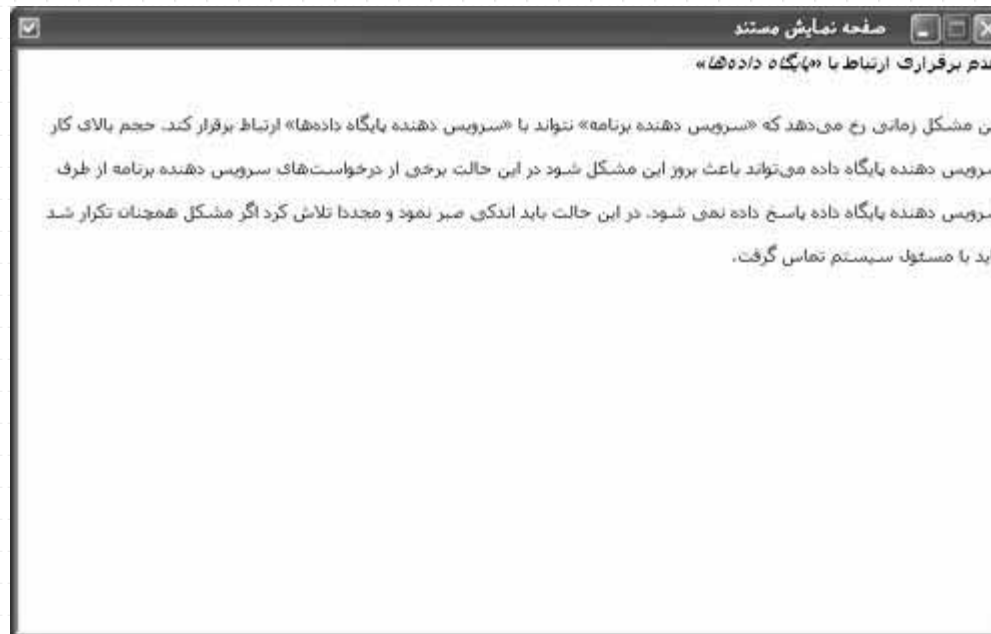 صفحه نمایش مستند
عدم برقراری ارتباط با «پایگاه داده‌ها»
ین مشکل زمانی رخ می‌دهد که «سرویس دهنده برنامه» نتواند با «سرویس دهنده پایگاه داده‌ها» ارتباط برقرار کند. حجم بالای کار
سرویس دهنده پایگاه داده می‌تواند باعث بروز این مشکل شود در این حالت برخی از درخواست‌های سرویس دهنده برنامه از طرف
سرویس دهنده پایگاه داده پاسخ داده نمی شود. در این حالت باید اندکی صبر نمود و مجددا تلاش کرد اگر مشکل همچنان تکرار شد
اید با مسئول سیستم تماس گرفت.